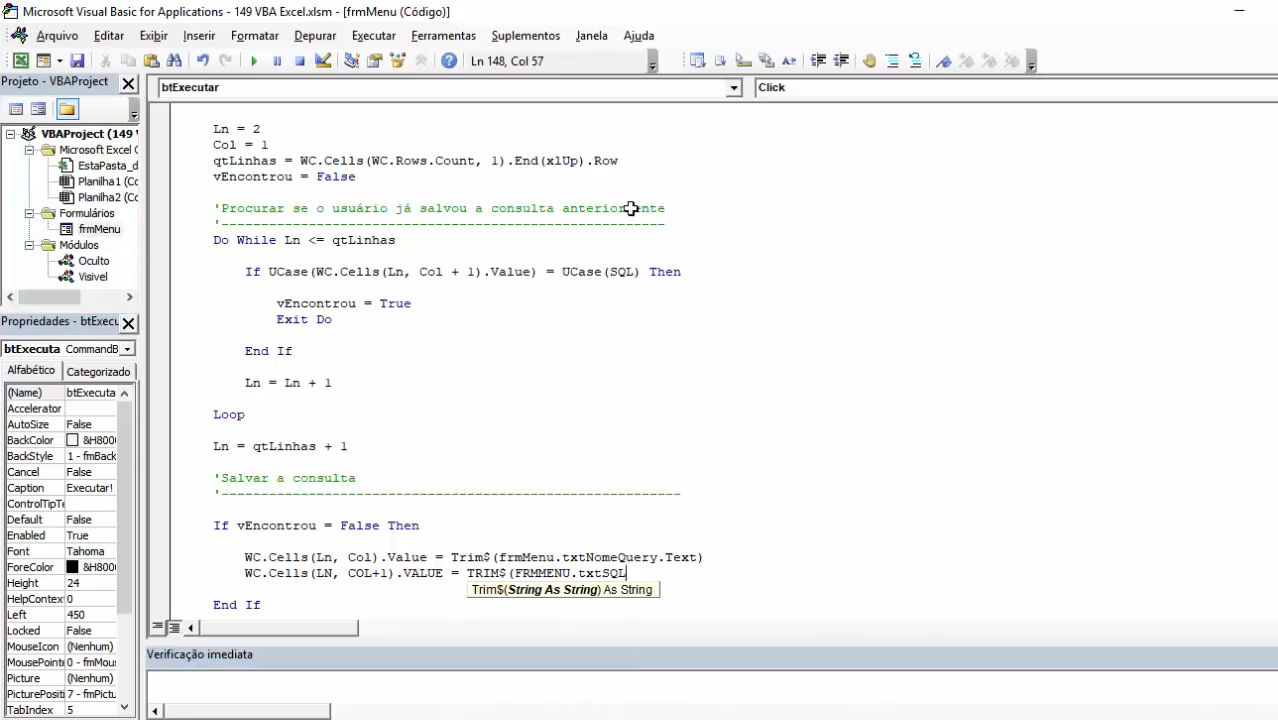 Microsoft Visual Basic for Applications - 149 VBA Excel.xlsm - [frmMenu (Código)]
Arquivo Editar Exibir Inserir Formatar Depurar Executar Ferramentas Suplementos Janela Ajuda
Ln 148, Col 57
Projeto - VBAProject
btExecutar Click
VBAProject (149
Microsoft Excel
EstaPasta_d
Planilha1 (Co
Planilha2 (Co
Formulários
frmMenu
Módulos
Oculto
Visivel
Propriedades - btExecu
btExecuta CommandB
Alfabético Categorizado
(Name) btExecuta
Accelerator
AutoSize False
BackColor &H800
BackStyle 1 - fmBack
Cancel False
Caption Executar!
ControlTipTe
Default False
Enabled True
Font Tahoma
ForeColor &H800
Height 24
HelpContext 0
Left 450
Locked False
MouseIcon (Nenhum)
MousePointe 0 - fmMous
Picture (Nenhum)
PicturePositi 7 - fmPictu
TabIndex 5
Ln = 2
Col = 1
qtLinhas = WC.Cells(WC.Rows.Count, 1).End(xlUp).Row
vEncontrou = False
'Procurar se o usuário já salvou a consulta anteriormente
'--------------------------------------------------------
Do While Ln <= qtLinhas
If UCase(WC.Cells(Ln, Col + 1).Value) = UCase(SQL) Then
vEncontrou = True
Exit Do
End If
Ln = Ln + 1
Loop
Ln = qtLinhas + 1
'Salvar a consulta
'----------------------------------------------------------
If vEncontrou = False Then
WC.Cells(Ln, Col).Value = Trim$(frmMenu.txtNomeQuery.Text)
WC.Cells(LN, COL+1).VALUE = TRIM$(FRMMENU.txtSQL
Trim$(String As String) As String
End If
Verificação imediata